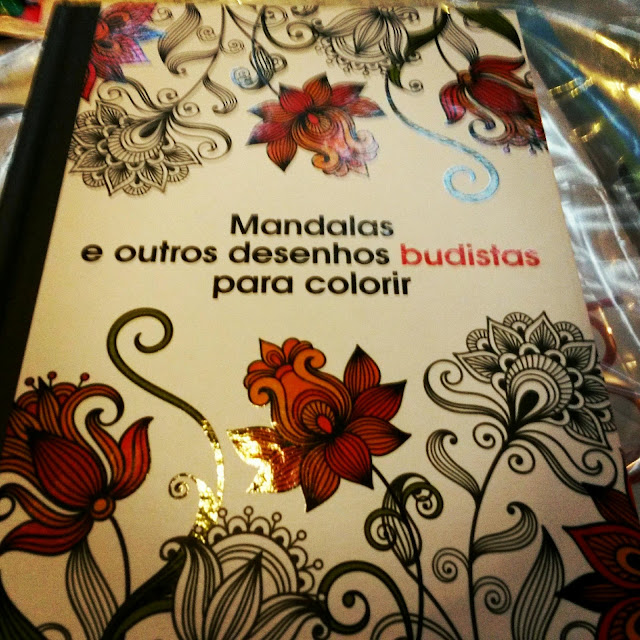 Mandalas
e outros desenhos budistas
para colorir